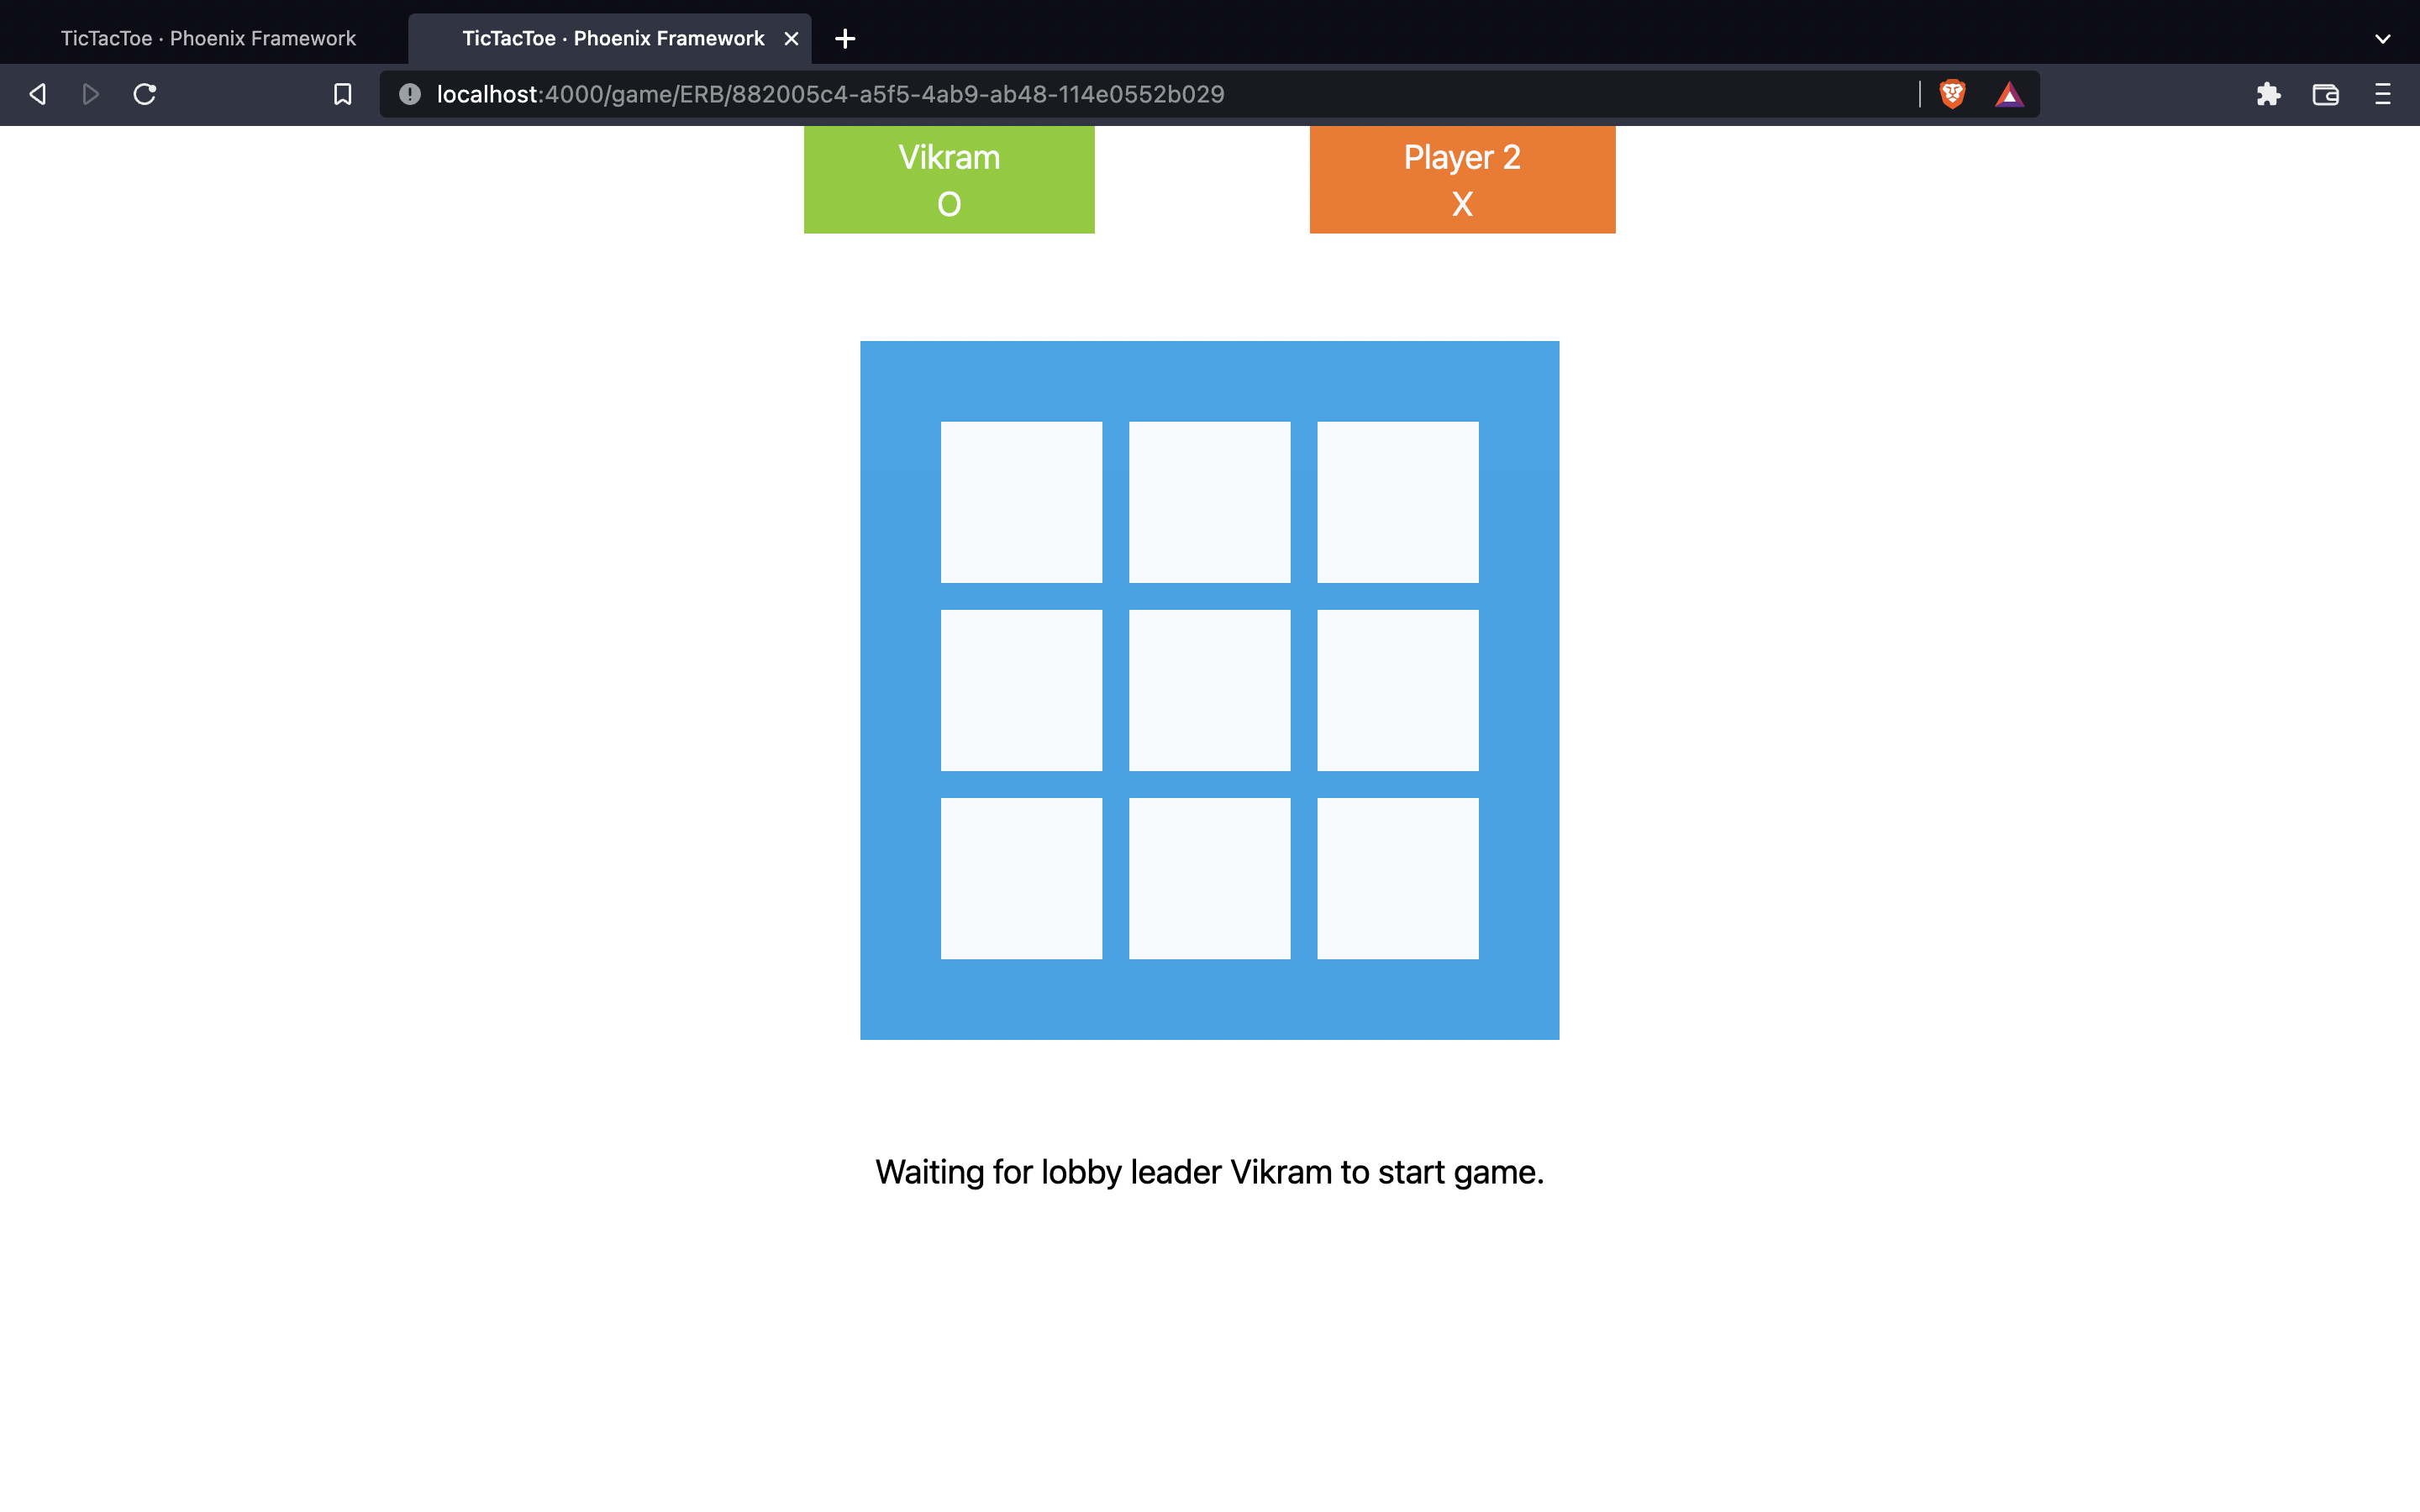 TicTacToe · Phoenix Framework
TicTacToe · Phoenix Framework
localhost:4000/game/ERB/882005c4-a5f5-4ab9-ab48-114e0552b029
Vikram
O
Player 2
X
Waiting for lobby leader Vikram to start game.